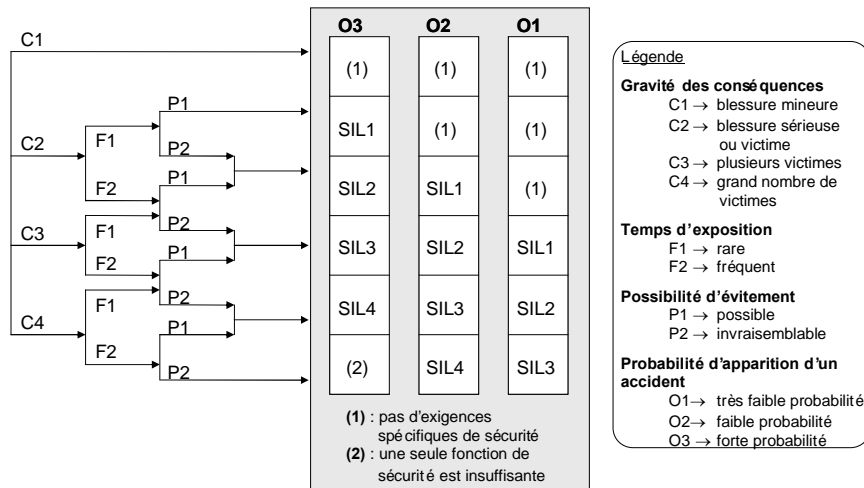 O3 O2 O1
C1
(1) (1) (1)
P1
SIL1 (1) (1)
F1
C2
P2
P1
SIL2 SIL1 (1)
F2
P2
F1
C3
SIL3 SIL2 SIL1
F2
P1
P2
F1
C4
P1
SIL4 SIL3 SIL2
F2
P2
(2) SIL4 SIL3
(1) : pas d'exigences
spécifiques de sécurité
(2) : une seule fonction de
sécurité est insuffisante
Légende
Gravité des conséquences
C1 → blessure mineure
C2 → blessure sérieuse
ou victime
C3 → plusieurs victimes
C4 → grand nombre de
victimes
Temps d'exposition
F1 → rare
F2 → fréquent
Possibilité d'évitement
P1 → possible
P2 → invraisemblable
Probabilité d'apparition d'un
accident
O1→ très faible probabilité
O2→ faible probabilité
O3 → forte probabilité